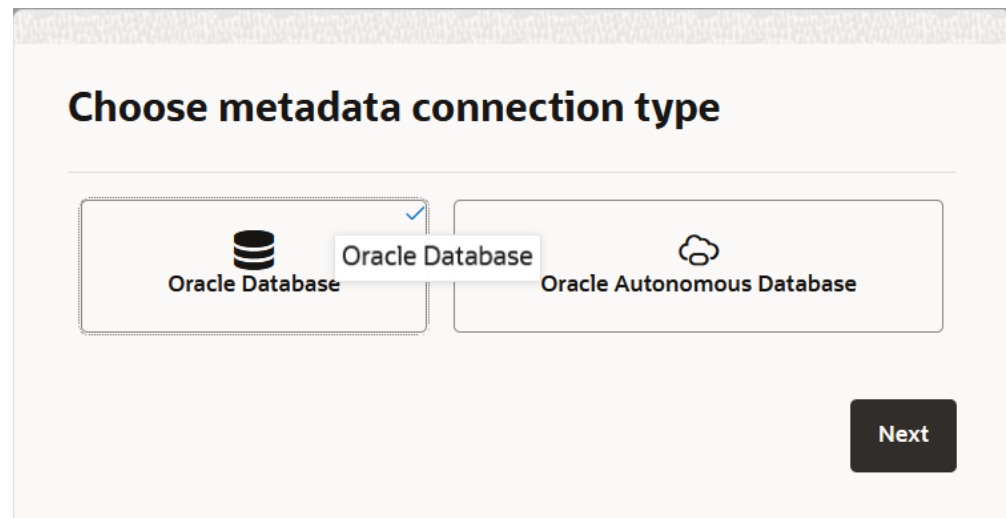 Choose metadata connection type
Oracle Database
Oracle Database
Oracle Autonomous Database
Next